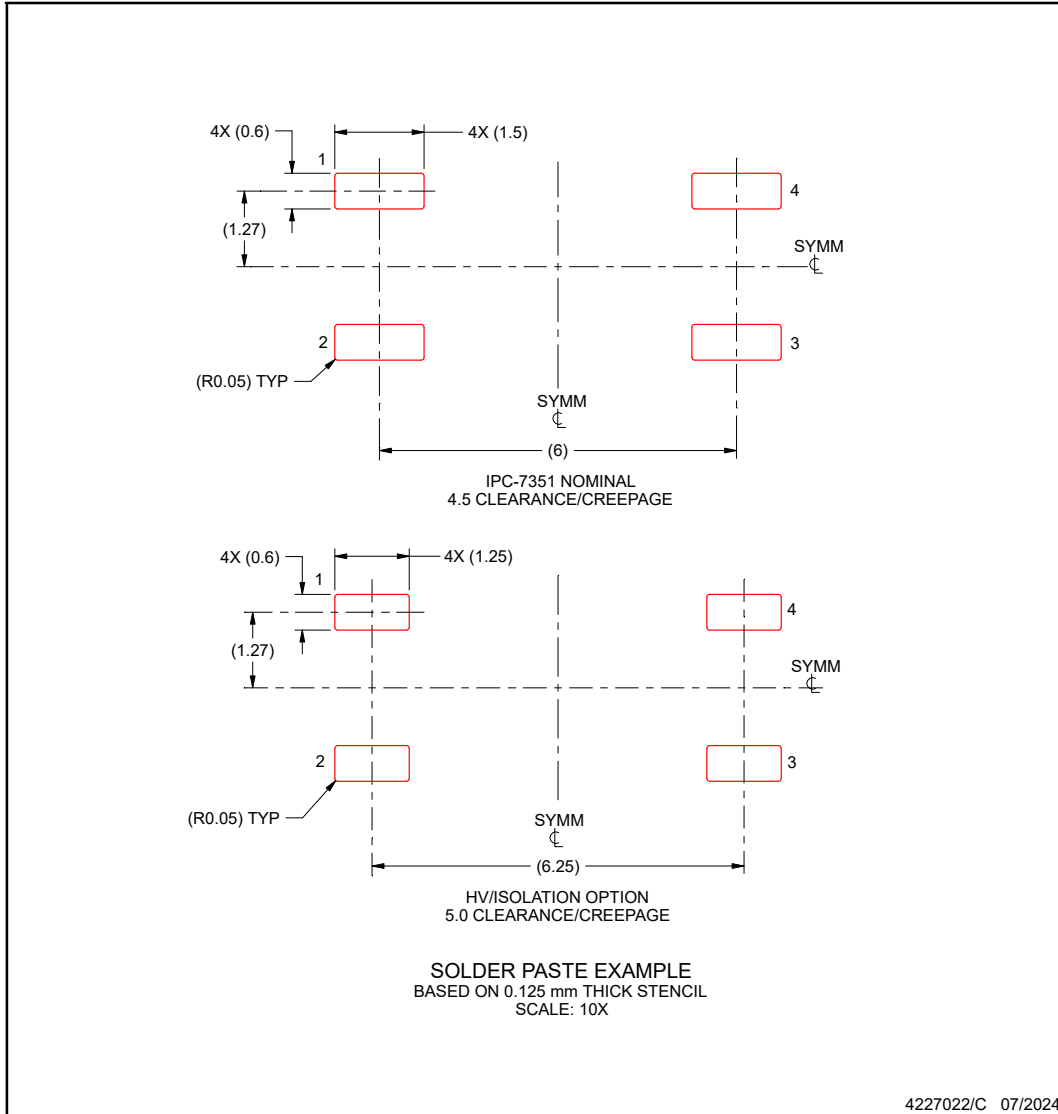 4X (0.6)
4X (1.5)
1
4
(1.27)
SYMM
℄
2
3
(R0.05) TYP
SYMM
℄
(6)
IPC-7351 NOMINAL
4.5 CLEARANCE/CREEPAGE
4X (0.6)
4X (1.25)
1
4
(1.27)
SYMM
℄
2
3
(R0.05) TYP
SYMM
℄
(6.25)
HV/ISOLATION OPTION
5.0 CLEARANCE/CREEPAGE
SOLDER PASTE EXAMPLE
BASED ON 0.125 mm THICK STENCIL
SCALE: 10X
4227022/C 07/2024